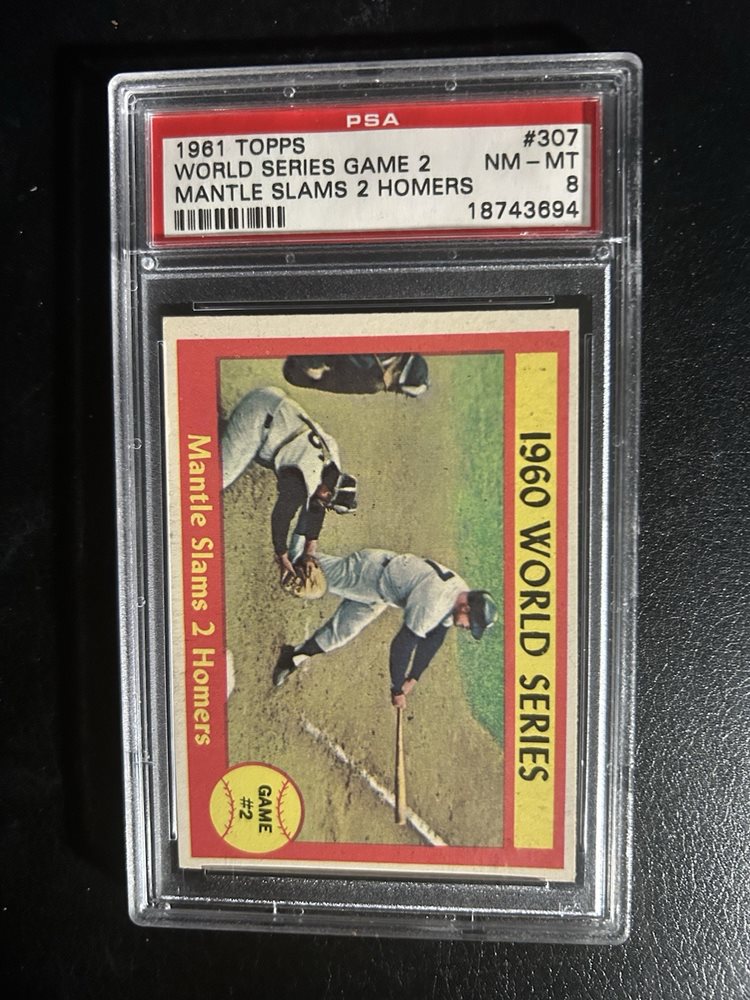 PSA
1961 TOPPS #307
WORLD SERIES GAME 2 NM - MT
MANTLE SLAMS 2 HOMERS 8
18743694
1960 WORLD SERIES
Mantle Slams 2 Homers
GAME
#2